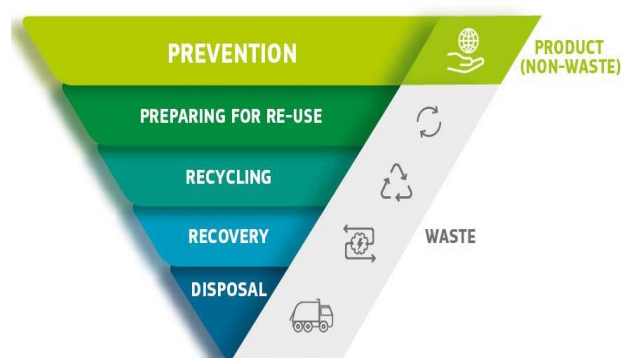 PREVENTION
PRODUCT
(NON-WASTE)
PREPARING FOR RE-USE
RECYCLING
RECOVERY
WASTE
DISPOSAL